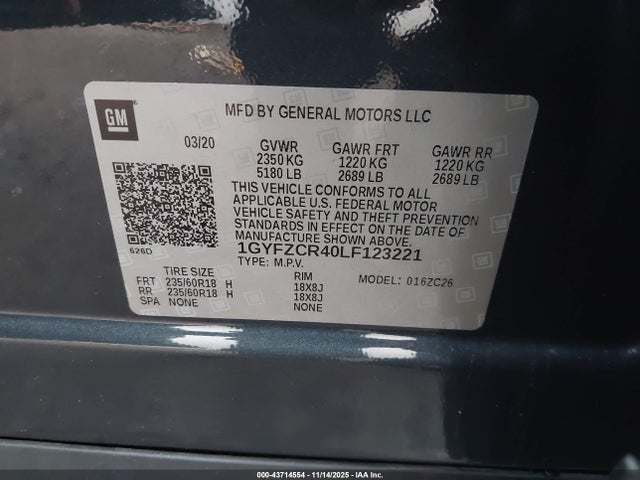 GM
MFD BY GENERAL MOTORS LLC
03/20 GVWR GAWR FRT GAWR RR
2350 KG 1220 KG 1220 KG
5180 LB 2689 LB 2689 LB
THIS VEHICLE CONFORMS TO ALL
APPLICABLE U.S. FEDERAL MOTOR
VEHICLE SAFETY AND THEFT PREVENTION
STANDARDS IN EFFECT ON THE DATE OF
MANUFACTURE SHOWN ABOVE.
626D 1GYFZCR40LF123221
TYPE: M.P.V. MODEL: 016ZC26
TIRE SIZE RIM
FRT 235/60R18 H 18X8J
RR 235/60R18 H 18X8J
SPA NONE NONE
000-43714554 - 11/14/2025 - IAA Inc.